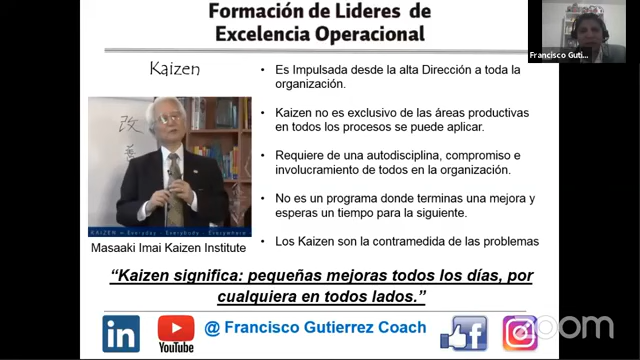 Formación de Lideres de
Excelencia Operacional
Francisco Guti...
Kaizen
改
善
KAIZEN = Everyday - Everybody - Everywhere
Masaaki Imai Kaizen Institute
• Es Impulsada desde la alta Dirección a toda la
organización.
• Kaizen no es exclusivo de las áreas productivas
en todos los procesos se puede aplicar.
• Requiere de una autodisciplina, compromiso e
involucramiento de todos en la organización.
• No es un programa donde terminas una mejora y
esperas un tiempo para la siguiente.
• Los Kaizen son la contramedida de las problemas
“Kaizen significa: pequeñas mejoras todos los días, por
cualquiera en todos lados.”
in
YouTube
@ Francisco Gutierrez Coach
f
zoom